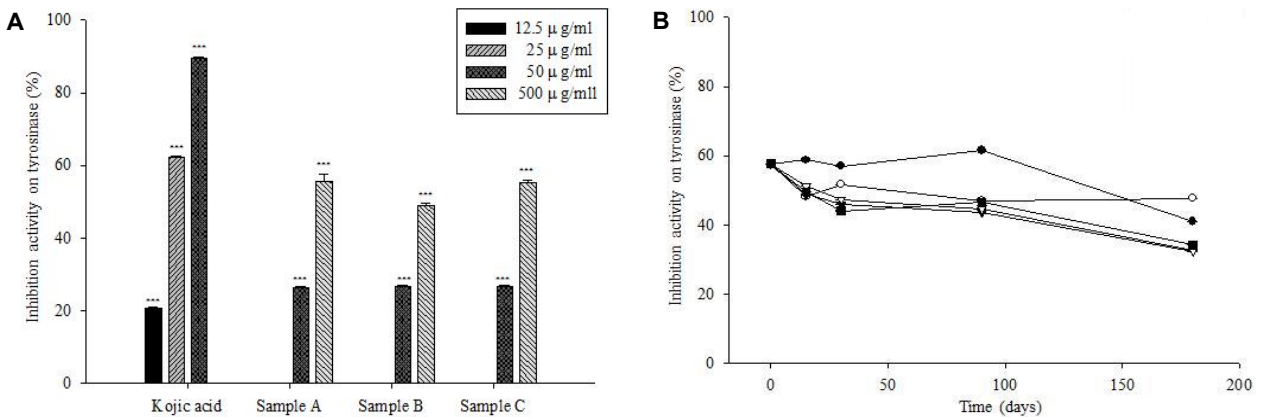 A
Inhibition activity on tyrosinase (%)
100
80
60
40
20
0
***
***
***
***
***
***
***
***
***
12.5 µ g/ml
25 µ g/ml
50 µ g/ml
500 µ g/mll
Kojic acid
Sample A
Sample B
Sample C
B
Inhibition activity on tyrosinase (%)
100
80
60
40
20
0
0
50
100
150
200
Time (days)